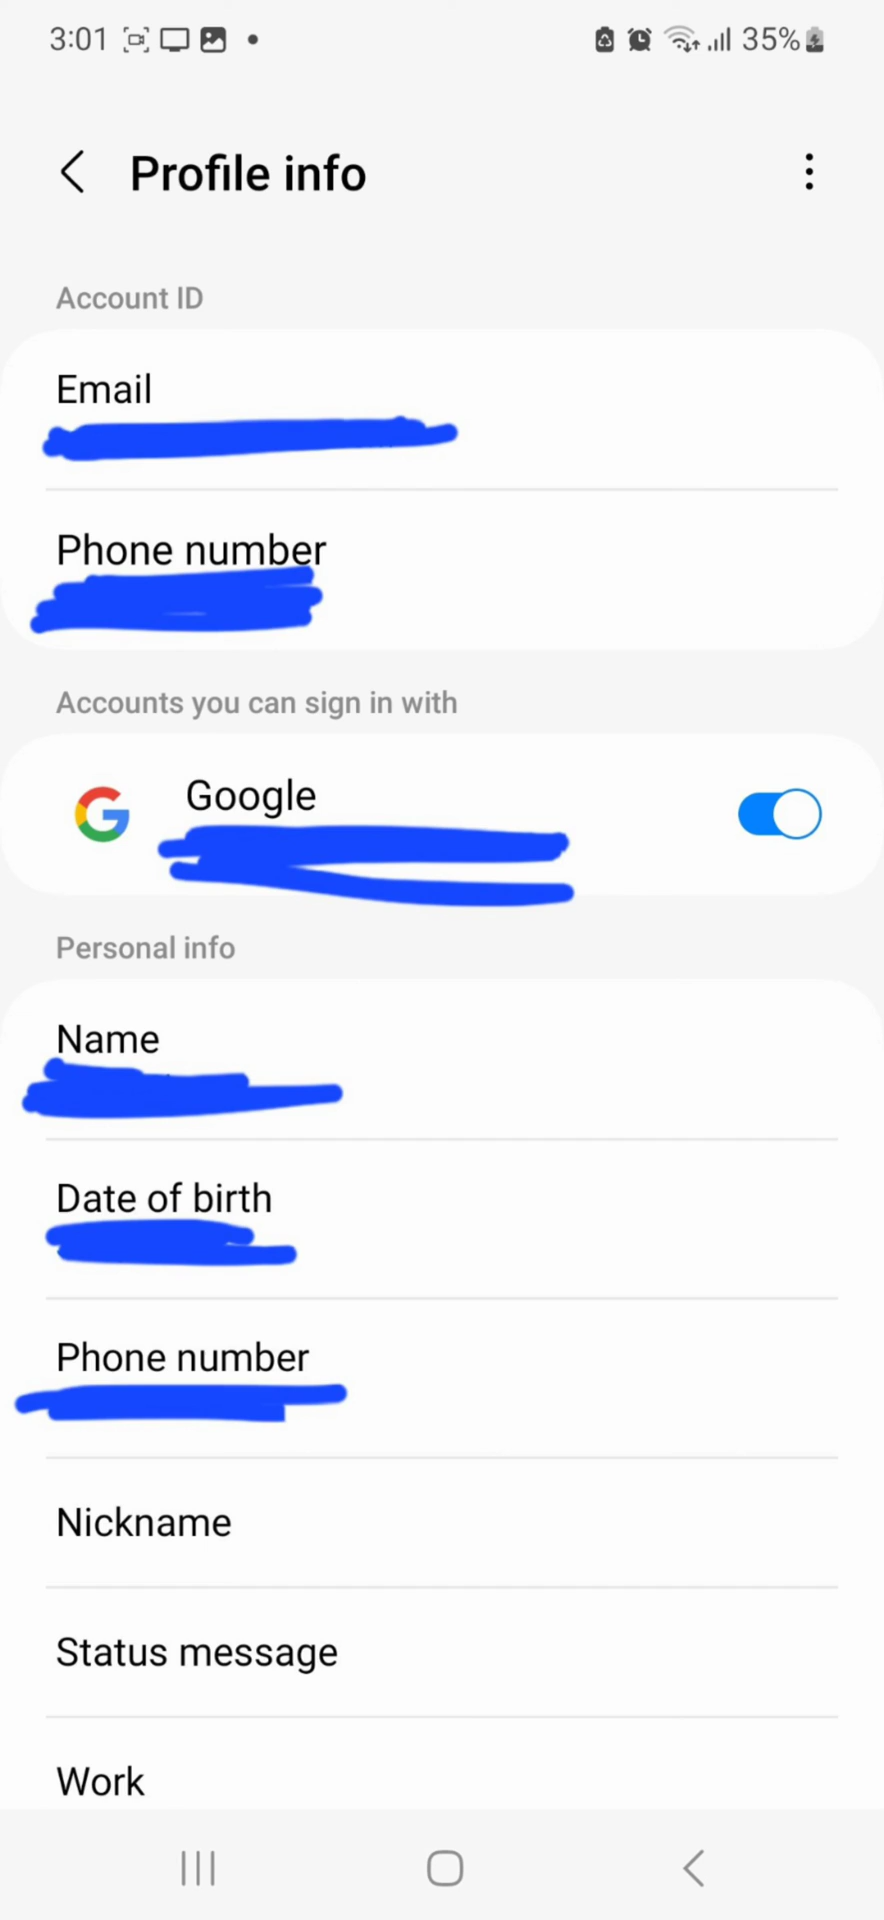 3:01
35%
Profile info
Account ID
Email
Phone number
Accounts you can sign in with
Google
Personal info
Name
Date of birth
Phone number
Nickname
Status message
Work